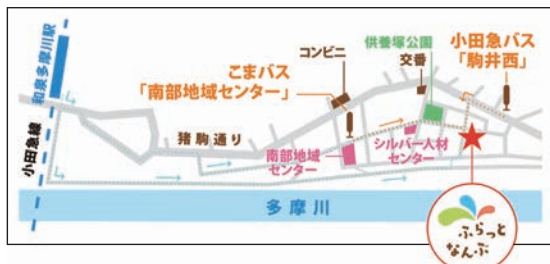 和泉多摩川駅
小田急線
猪駒通り
コンビニ
こまバス
「南部地域センター」
供養塚公園
交番
小田急バス
「駒井西」
南部地域
センター
シルバー人材
センター
多摩川
ふらっと
なんぶ